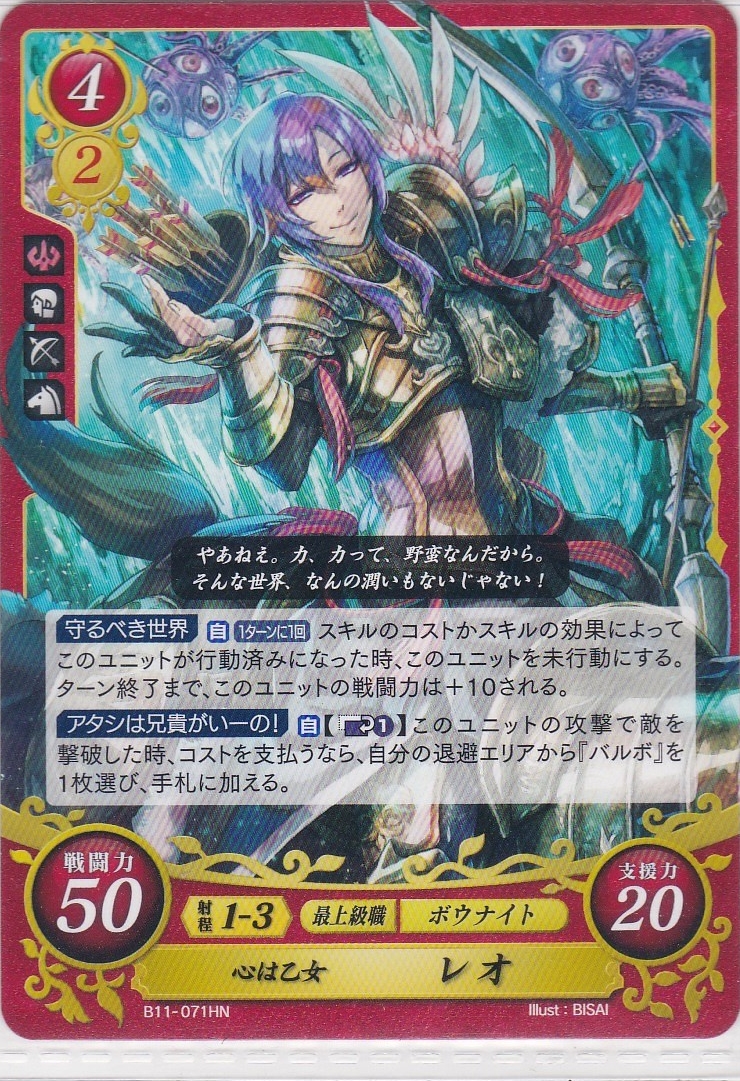 4
2
やあねえ。力、力って、野蛮なんだから。
そんな世界、なんの潤いもないじゃない！
守るべき世界 自 1ターンに1回 スキルのコストかスキルの効果によって
このユニットが行動済みになった時、このユニットを未行動にする。
ターン終了まで、このユニットの戦闘力は＋10される。
アタシは兄貴がいーの！ 自【1】このユニットの攻撃で敵を
撃破した時、コストを支払うなら、自分の退避エリアから『バルボ』を
1枚選び、手札に加える。
戦闘力
50
射程 1-3 最上級職 ボウナイト
支援力
20
心は乙女 レオ
B11-071HN Illust : BISAI